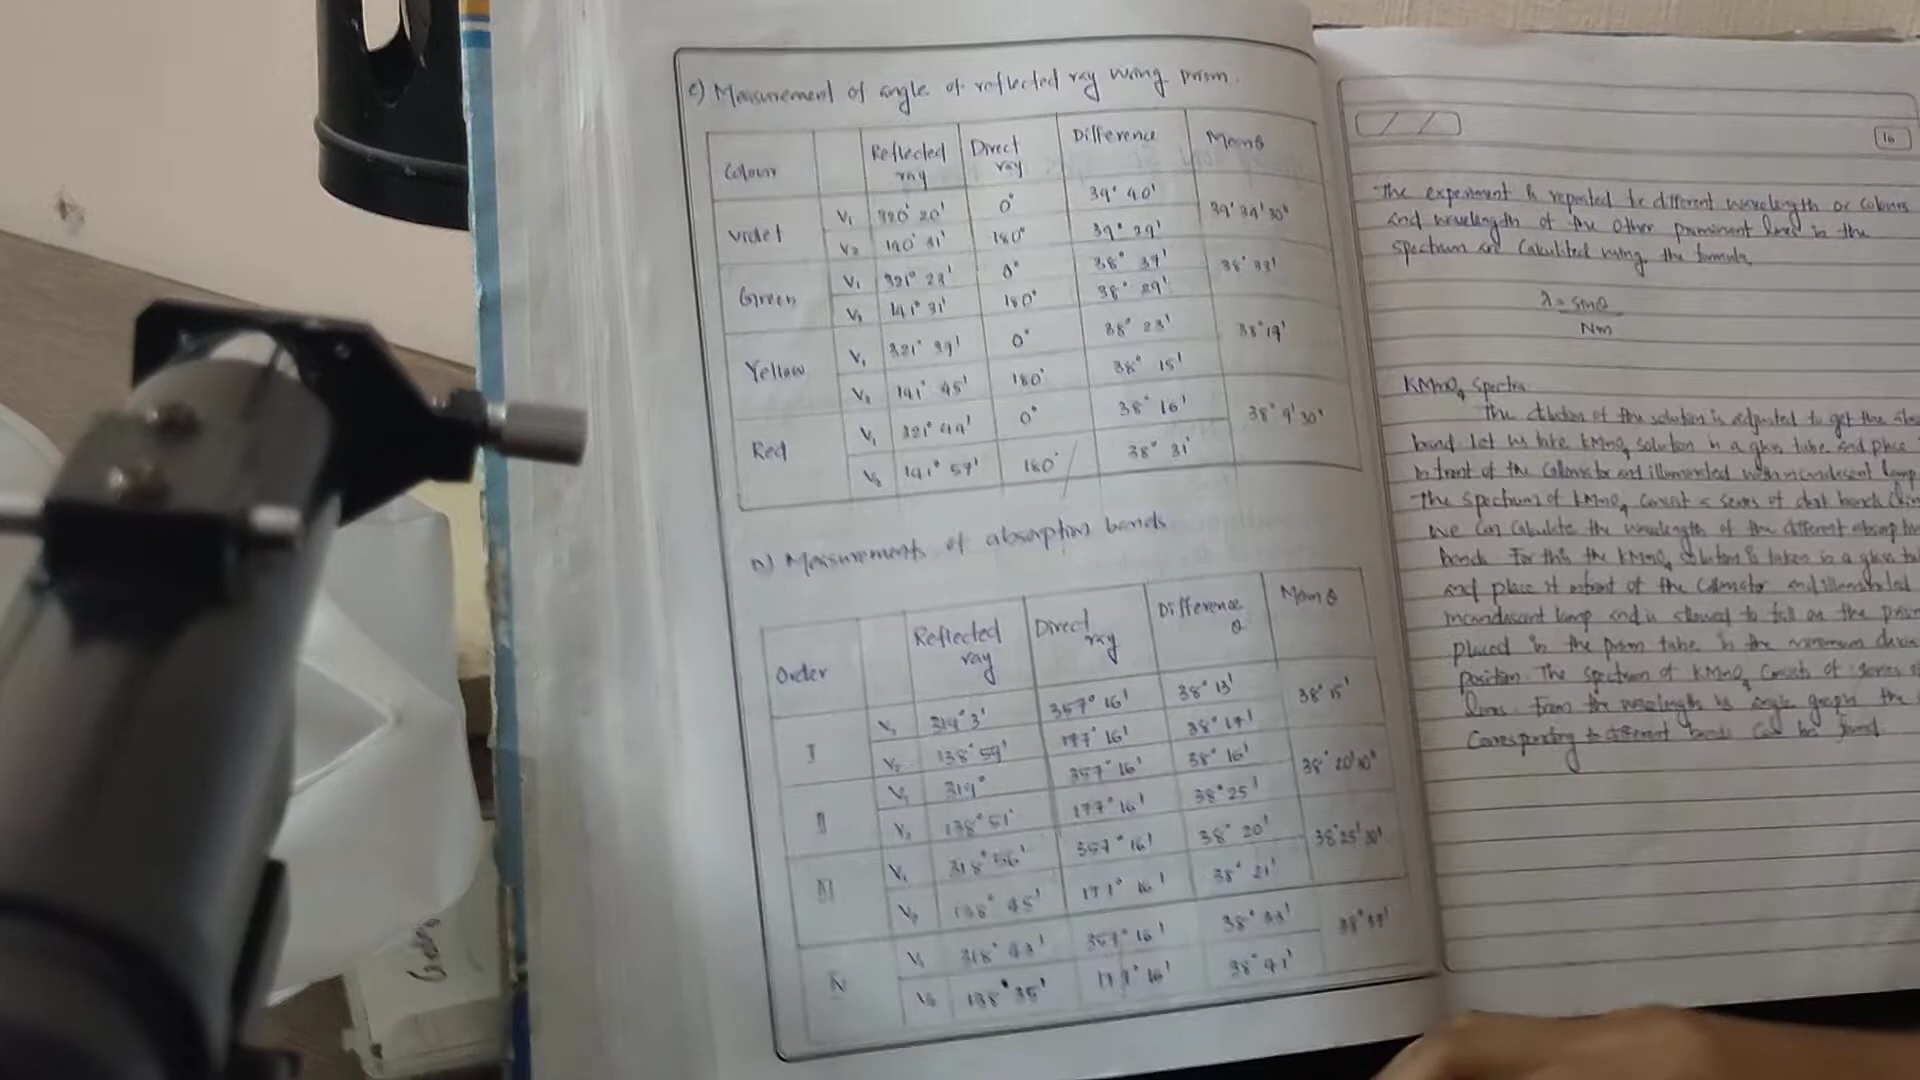 c) Measurement of angle of reflected ray using prism.
Colour Reflected ray Direct ray Difference Mean θ
Violet V₁ 320° 20' 0° 39° 40' 39° 34' 30"
V₂ 140° 31' 180° 39° 29'
Green V₁ 321° 23' 0° 38° 37' 38° 33'
V₂ 141° 31' 180° 38° 29'
Yellow V₁ 321° 39' 0° 38° 23' 38° 19'
V₂ 141° 45' 180° 38° 15'
Red V₁ 321° 44' 0° 38° 16' 38° 9' 30"
V₂ 141° 57' 180° 38° 31'
D) Measurements of absorption bands
Order Reflected ray Direct ray Difference θ Mean θ
I V₁ 319° 3' 357° 16' 38° 13' 38° 15'
V₂ 138° 59' 177° 16' 38° 17'
II V₁ 319° 357° 16' 38° 16' 38° 20' 30"
V₂ 138° 51' 177° 16' 38° 25'
III V₁ 318° 56' 357° 16' 38° 20' 38° 25' 30"
V₂ 138° 45' 177° 16' 38° 21'
IV V₁ 318° 43' 357° 16' 38° 33' 38° 37'
V₂ 138° 35' 177° 16' 38° 41'
16
The experiment is repeated for different wavelength or colours
and wavelength of the other prominent lines in the
spectrum are Calculated using the formula,
λ = sinθ
Nm
KMnO₄ Spectra
The dilution of the solution is adjusted to get the
band let us take KMnO₄ solution in a glass tube and place
in front of the Collimator and illuminated with incandescent lamp
The spectrum of KMnO₄ consist a series of dark bands
we can Calculate the wavelength of the different absorption
bands. For this the KMnO₄ solution is taken in a glass
and place it infront of the Collimator and illuminated
incandescent lamp and is allowed to fall on the prism
placed in the prism table in the minimum
position. The spectrum of KMnO₄ Consists of series
lines. From the wavelength vs angle graph the
Corresponding to different bands can be found.